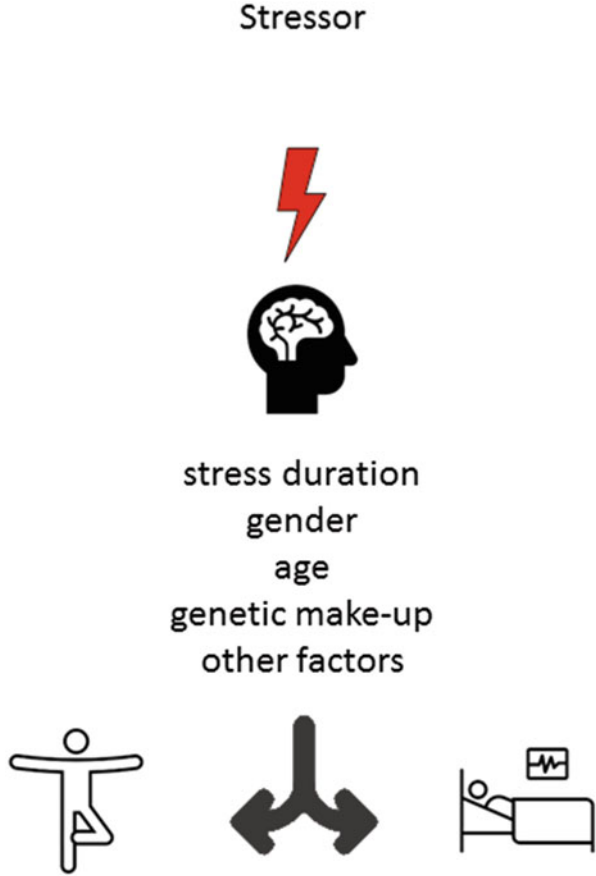 Stressor
stress duration
gender
age
genetic make-up
other factors